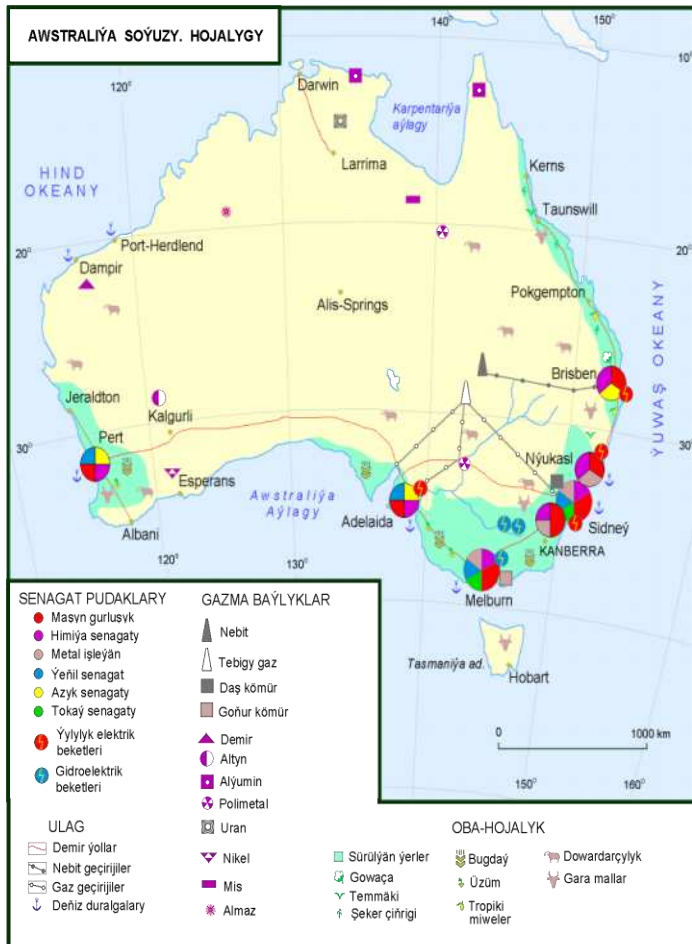 AWSTRALIÝA SOÝUZY. HOJALYGY
120°
140°
150°
10°
Darwin
Karpentariýa
aýlagy
Larrima
HIND
OKEANY
Kerns
Taunswill
Port-Herdlend
20°
Dampir
20°
Pokgempton
Alis-Springs
ÝUWAŞ OKEANY
Brisben
Jeraldton
Kalgurli
Pert
30°
30°
Nýukasl
Esperans
Awstraliýa
Aýlagy
Adelaida
Sidneý
Albani
KANBERRA
120°
130°
Melburn
Tasmaniýa ad.
Hobart
0
1000 km
140°
150°
160°
SENAGAT PUDAKLARY
Maşyn gurluşyk
Himiýa senagaty
Metal işleýän
Ýeňil senagat
Azyk senagaty
Tokaý senagaty
Ýylylyk elektrik
beketleri
Gidroelektrik
beketleri
GAZMA BAÝLYKLAR
Nebit
Tebigy gaz
Daş kömür
Goňur kömür
Demir
Altyn
Alýumin
Polimetal
Uran
Nikel
Mis
Almaz
ULAG
Demir ýollar
Nebit geçirijiler
Gaz geçirijiler
Deňiz duralgalary
OBA-HOJALYK
Sürülýän ýerler
Gowaça
Temmäki
Şeker çiňrigi
Bugdaý
Üzüm
Tropiki
miweler
Dowardarçylyk
Gara mallar